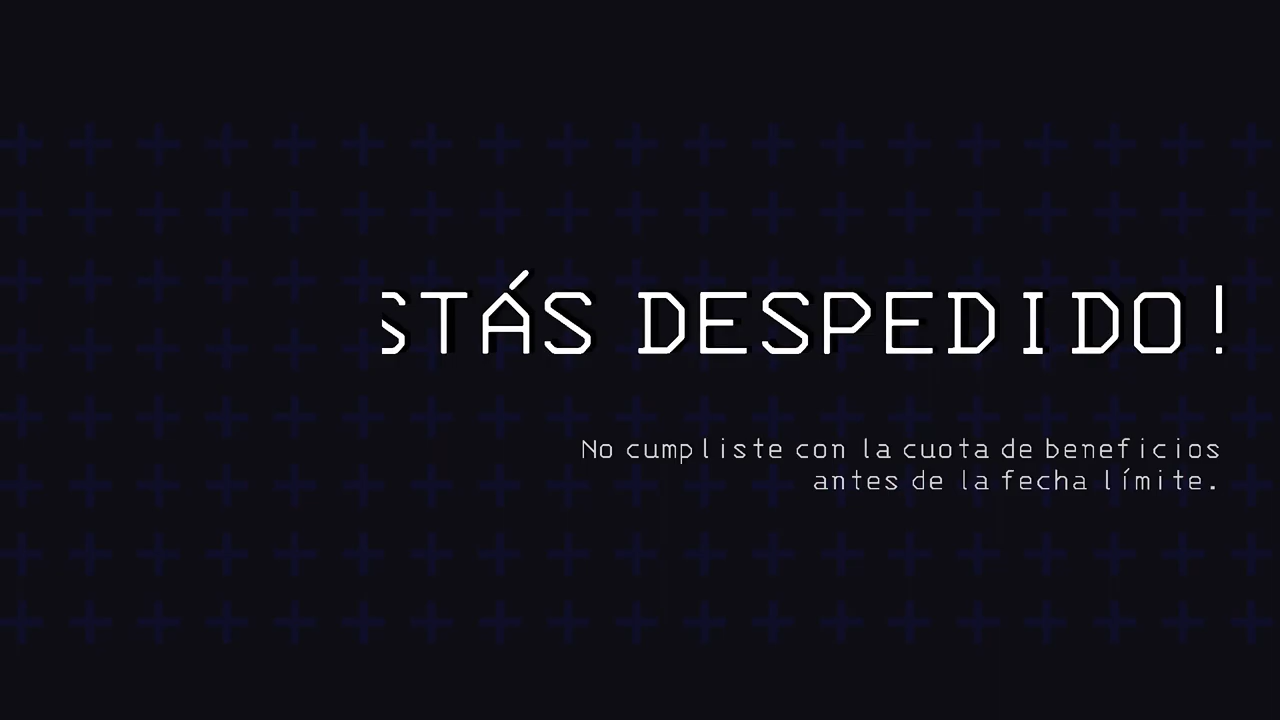 STÁS DESPEDIDO!
No cumpliste con la cuota de beneficios
antes de la fecha límite.